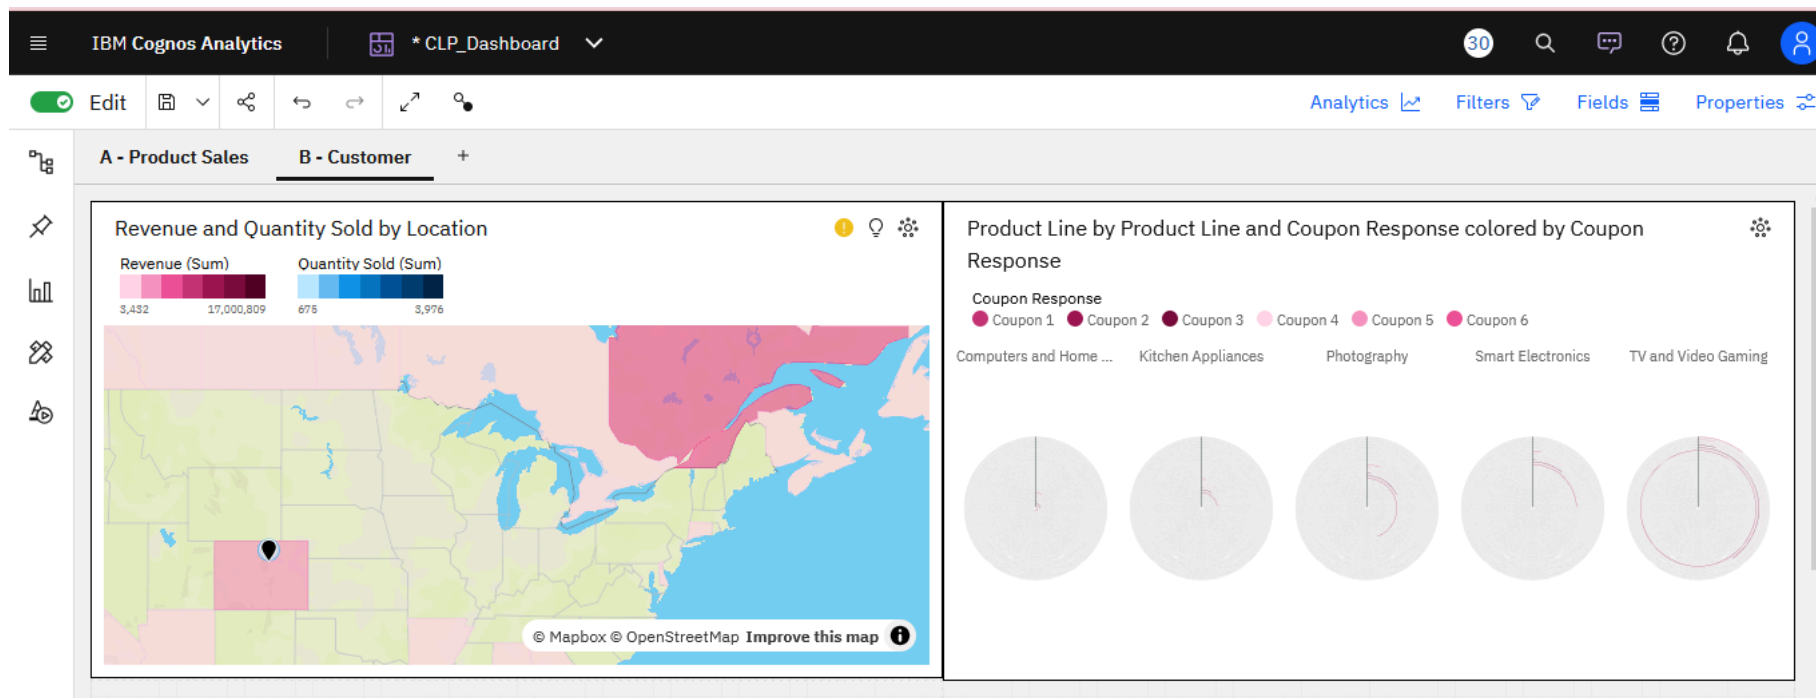 IBM Cognos Analytics
* CLP_Dashboard
30
Edit
Analytics
Filters
Fields
Properties
A - Product Sales
B - Customer
+
Revenue and Quantity Sold by Location
Revenue (Sum)
Quantity Sold (Sum)
3,432
17,000,809
675
3,976
© Mapbox © OpenStreetMap Improve this map
Product Line by Product Line and Coupon Response colored by Coupon
Response
Coupon Response
Coupon 1
Coupon 2
Coupon 3
Coupon 4
Coupon 5
Coupon 6
Computers and Home ...
Kitchen Appliances
Photography
Smart Electronics
TV and Video Gaming